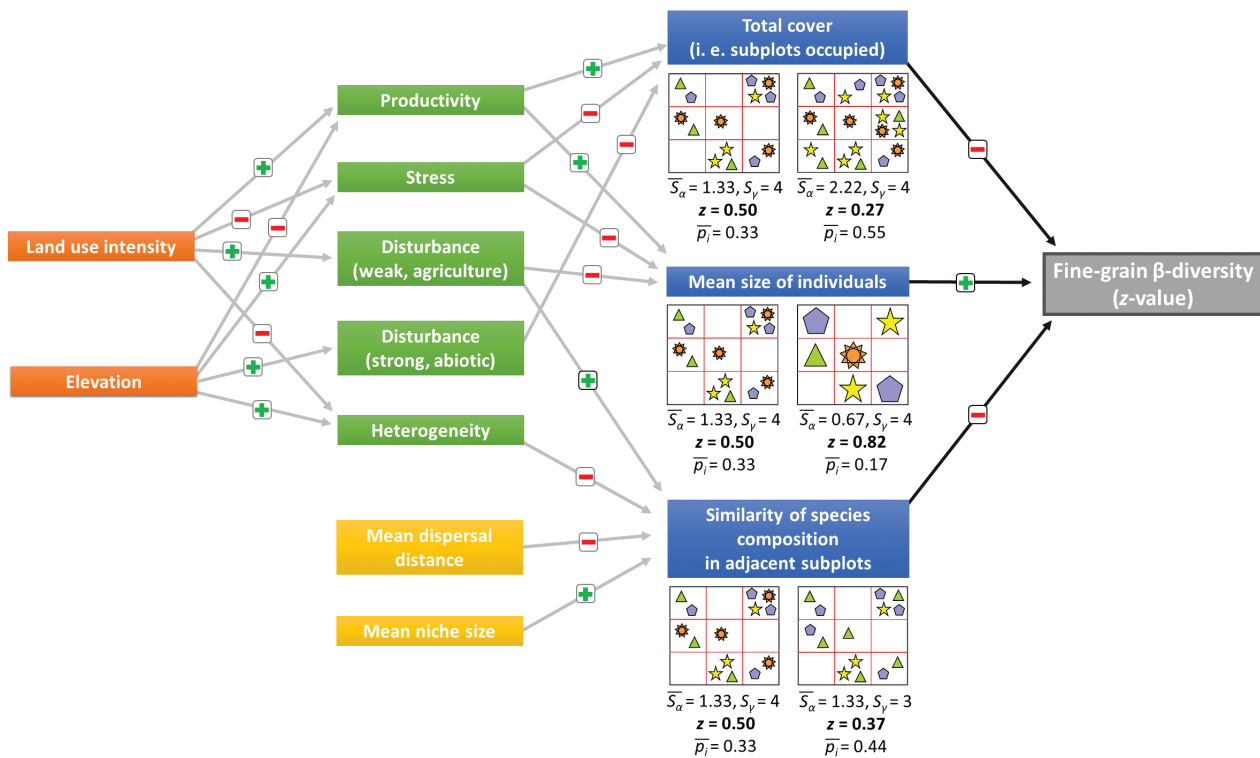 Land use intensity
Elevation
Productivity
Stress
Disturbance
(weak, agriculture)
Disturbance
(strong, abiotic)
Heterogeneity
Mean dispersal
distance
Mean niche size
Total cover
(i. e. subplots occupied)
S̅α = 1.33, Sγ = 4
z = 0.50
p̅i = 0.33
S̅α = 2.22, Sγ = 4
z = 0.27
p̅i = 0.55
Mean size of individuals
S̅α = 1.33, Sγ = 4
z = 0.50
p̅i = 0.33
S̅α = 0.67, Sγ = 4
z = 0.82
p̅i = 0.17
Similarity of species
composition
in adjacent subplots
S̅α = 1.33, Sγ = 4
z = 0.50
p̅i = 0.33
S̅α = 1.33, Sγ = 3
z = 0.37
p̅i = 0.44
Fine-grain β-diversity
(z-value)